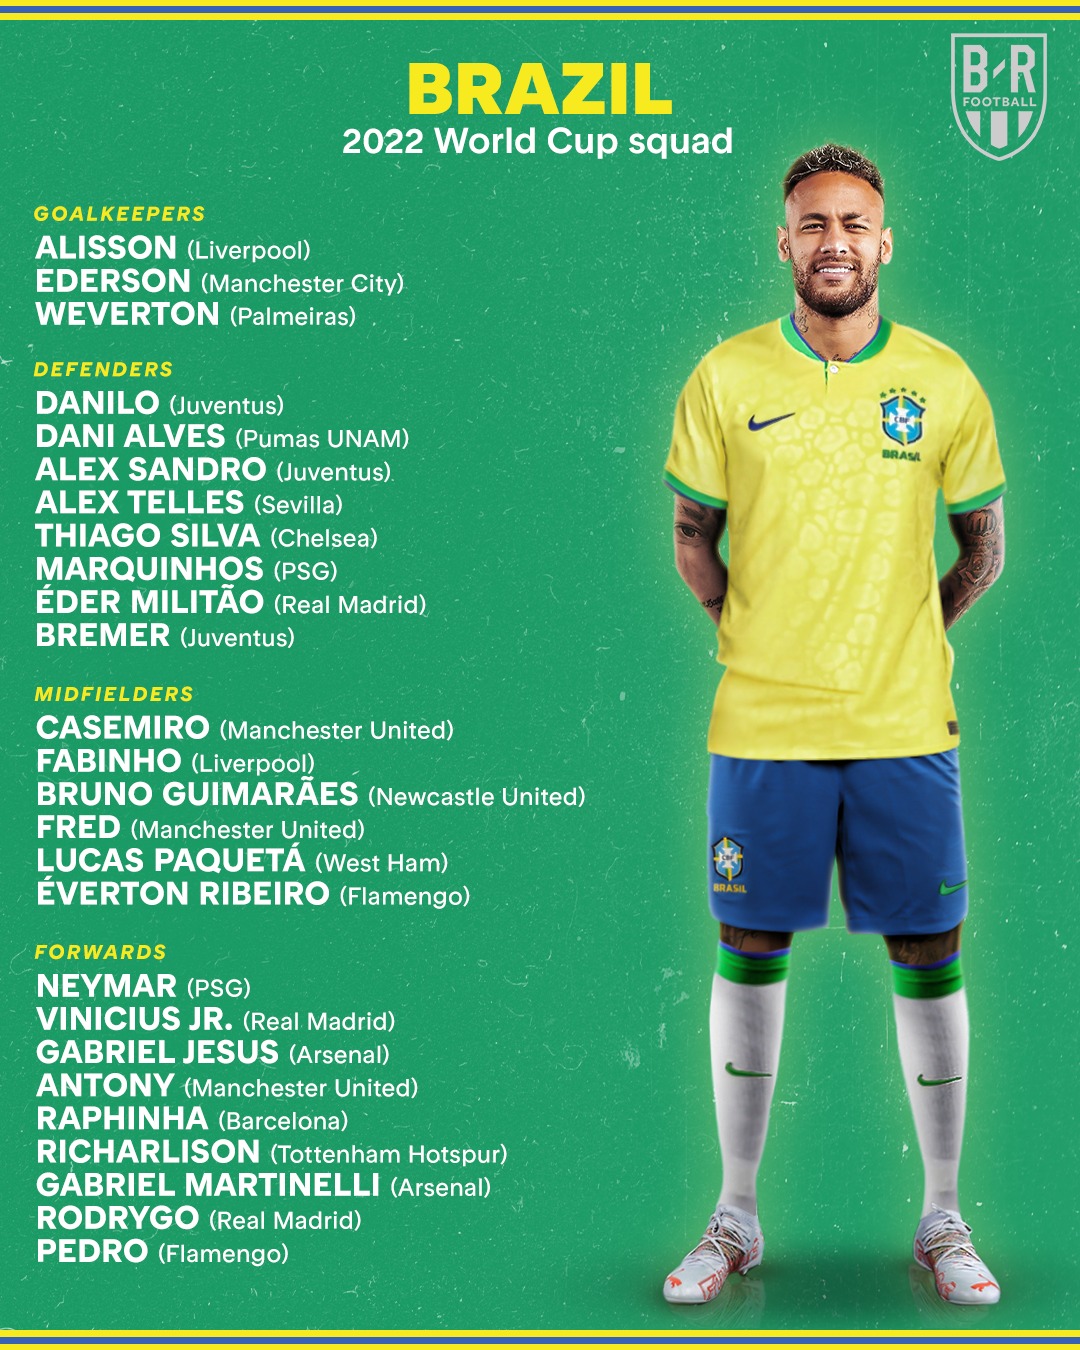 BRAZIL
2022 World Cup squad
B/R
FOOTBALL
GOALKEEPERS
ALISSON (Liverpool)
EDERSON (Manchester City)
WEVERTON (Palmeiras)
DEFENDERS
DANILO (Juventus)
DANI ALVES (Pumas UNAM)
ALEX SANDRO (Juventus)
ALEX TELLES (Sevilla)
THIAGO SILVA (Chelsea)
MARQUINHOS (PSG)
ÉDER MILITÃO (Real Madrid)
BREMER (Juventus)
MIDFIELDERS
CASEMIRO (Manchester United)
FABINHO (Liverpool)
BRUNO GUIMARÃES (Newcastle United)
FRED (Manchester United)
LUCAS PAQUETÁ (West Ham)
ÉVERTON RIBEIRO (Flamengo)
FORWARDS
NEYMAR (PSG)
VINICIUS JR. (Real Madrid)
GABRIEL JESUS (Arsenal)
ANTONY (Manchester United)
RAPHINHA (Barcelona)
RICHARLISON (Tottenham Hotspur)
GABRIEL MARTINELLI (Arsenal)
RODRYGO (Real Madrid)
PEDRO (Flamengo)
CBF
BRASIL
CBF
BRASIL